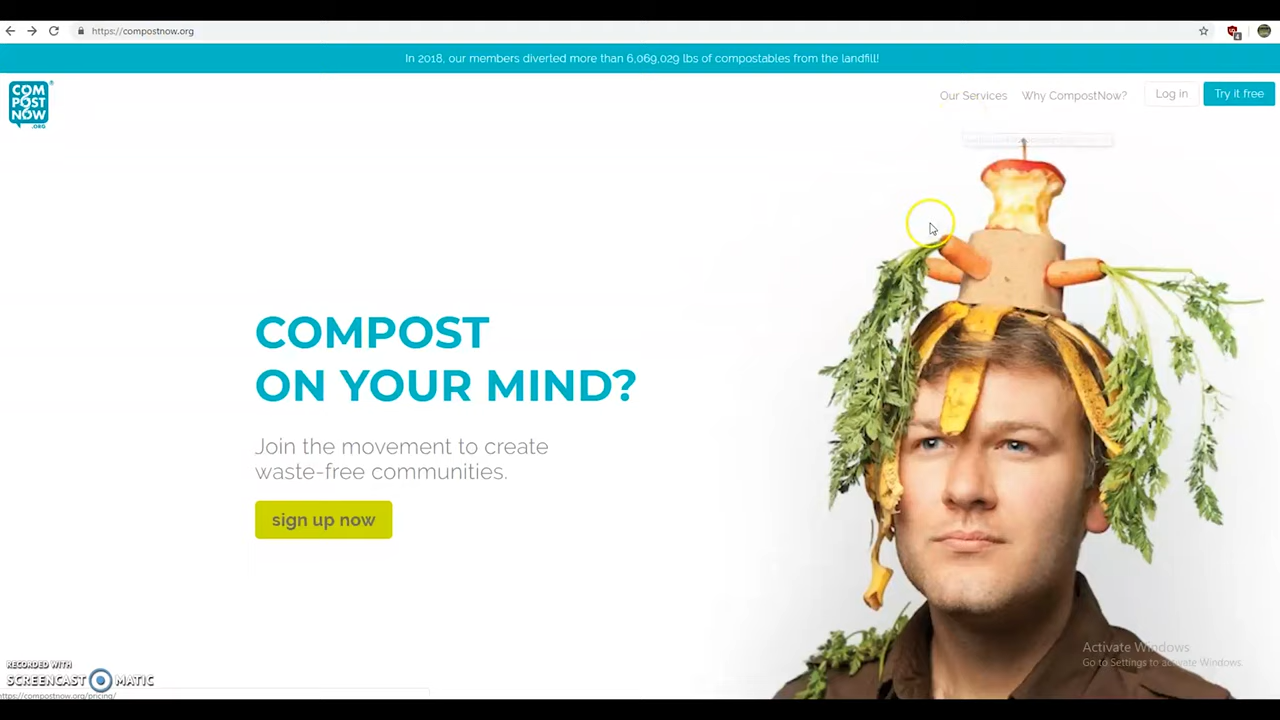 https://compostnow.org
4
In 2018, our members diverted more than 6,069,029 lbs of compostables from the landfill!
COM
POST
NOW
.ORG
®
Our Services
Why CompostNow?
Log in
Try it free
COMPOST
ON YOUR MIND?
Join the movement to create
waste-free communities.
sign up now
Activate Windows
Go to Settings to activate Windows.
RECORDED WITH
SCREENCAST MATIC
https://compostnow.org/pricing/